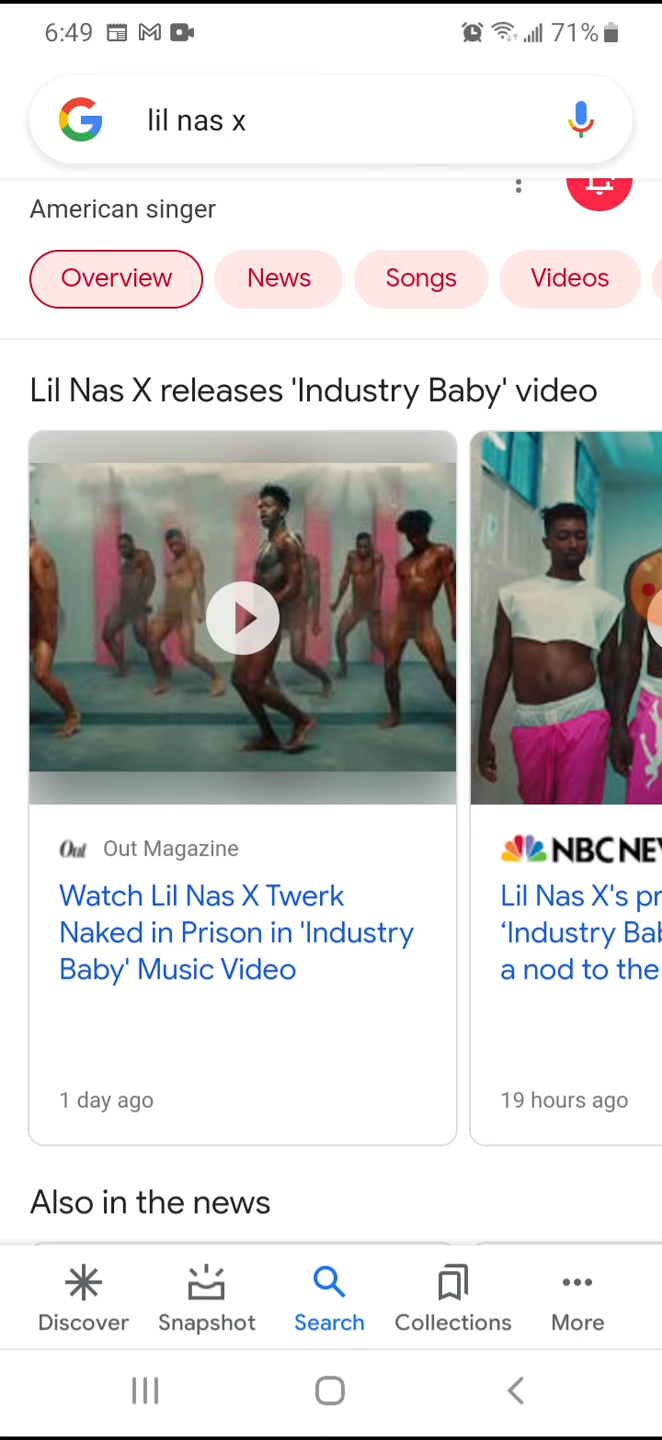 6:49
71%
lil nas x
American singer
Overview
News
Songs
Videos
Lil Nas X releases 'Industry Baby' video
Out Out Magazine
Watch Lil Nas X Twerk
Naked in Prison in 'Industry
Baby' Music Video
1 day ago
NBC NEW
Lil Nas X's pr
‘Industry Bab
a nod to the
19 hours ago
Also in the news
Discover
Snapshot
Search
Collections
More